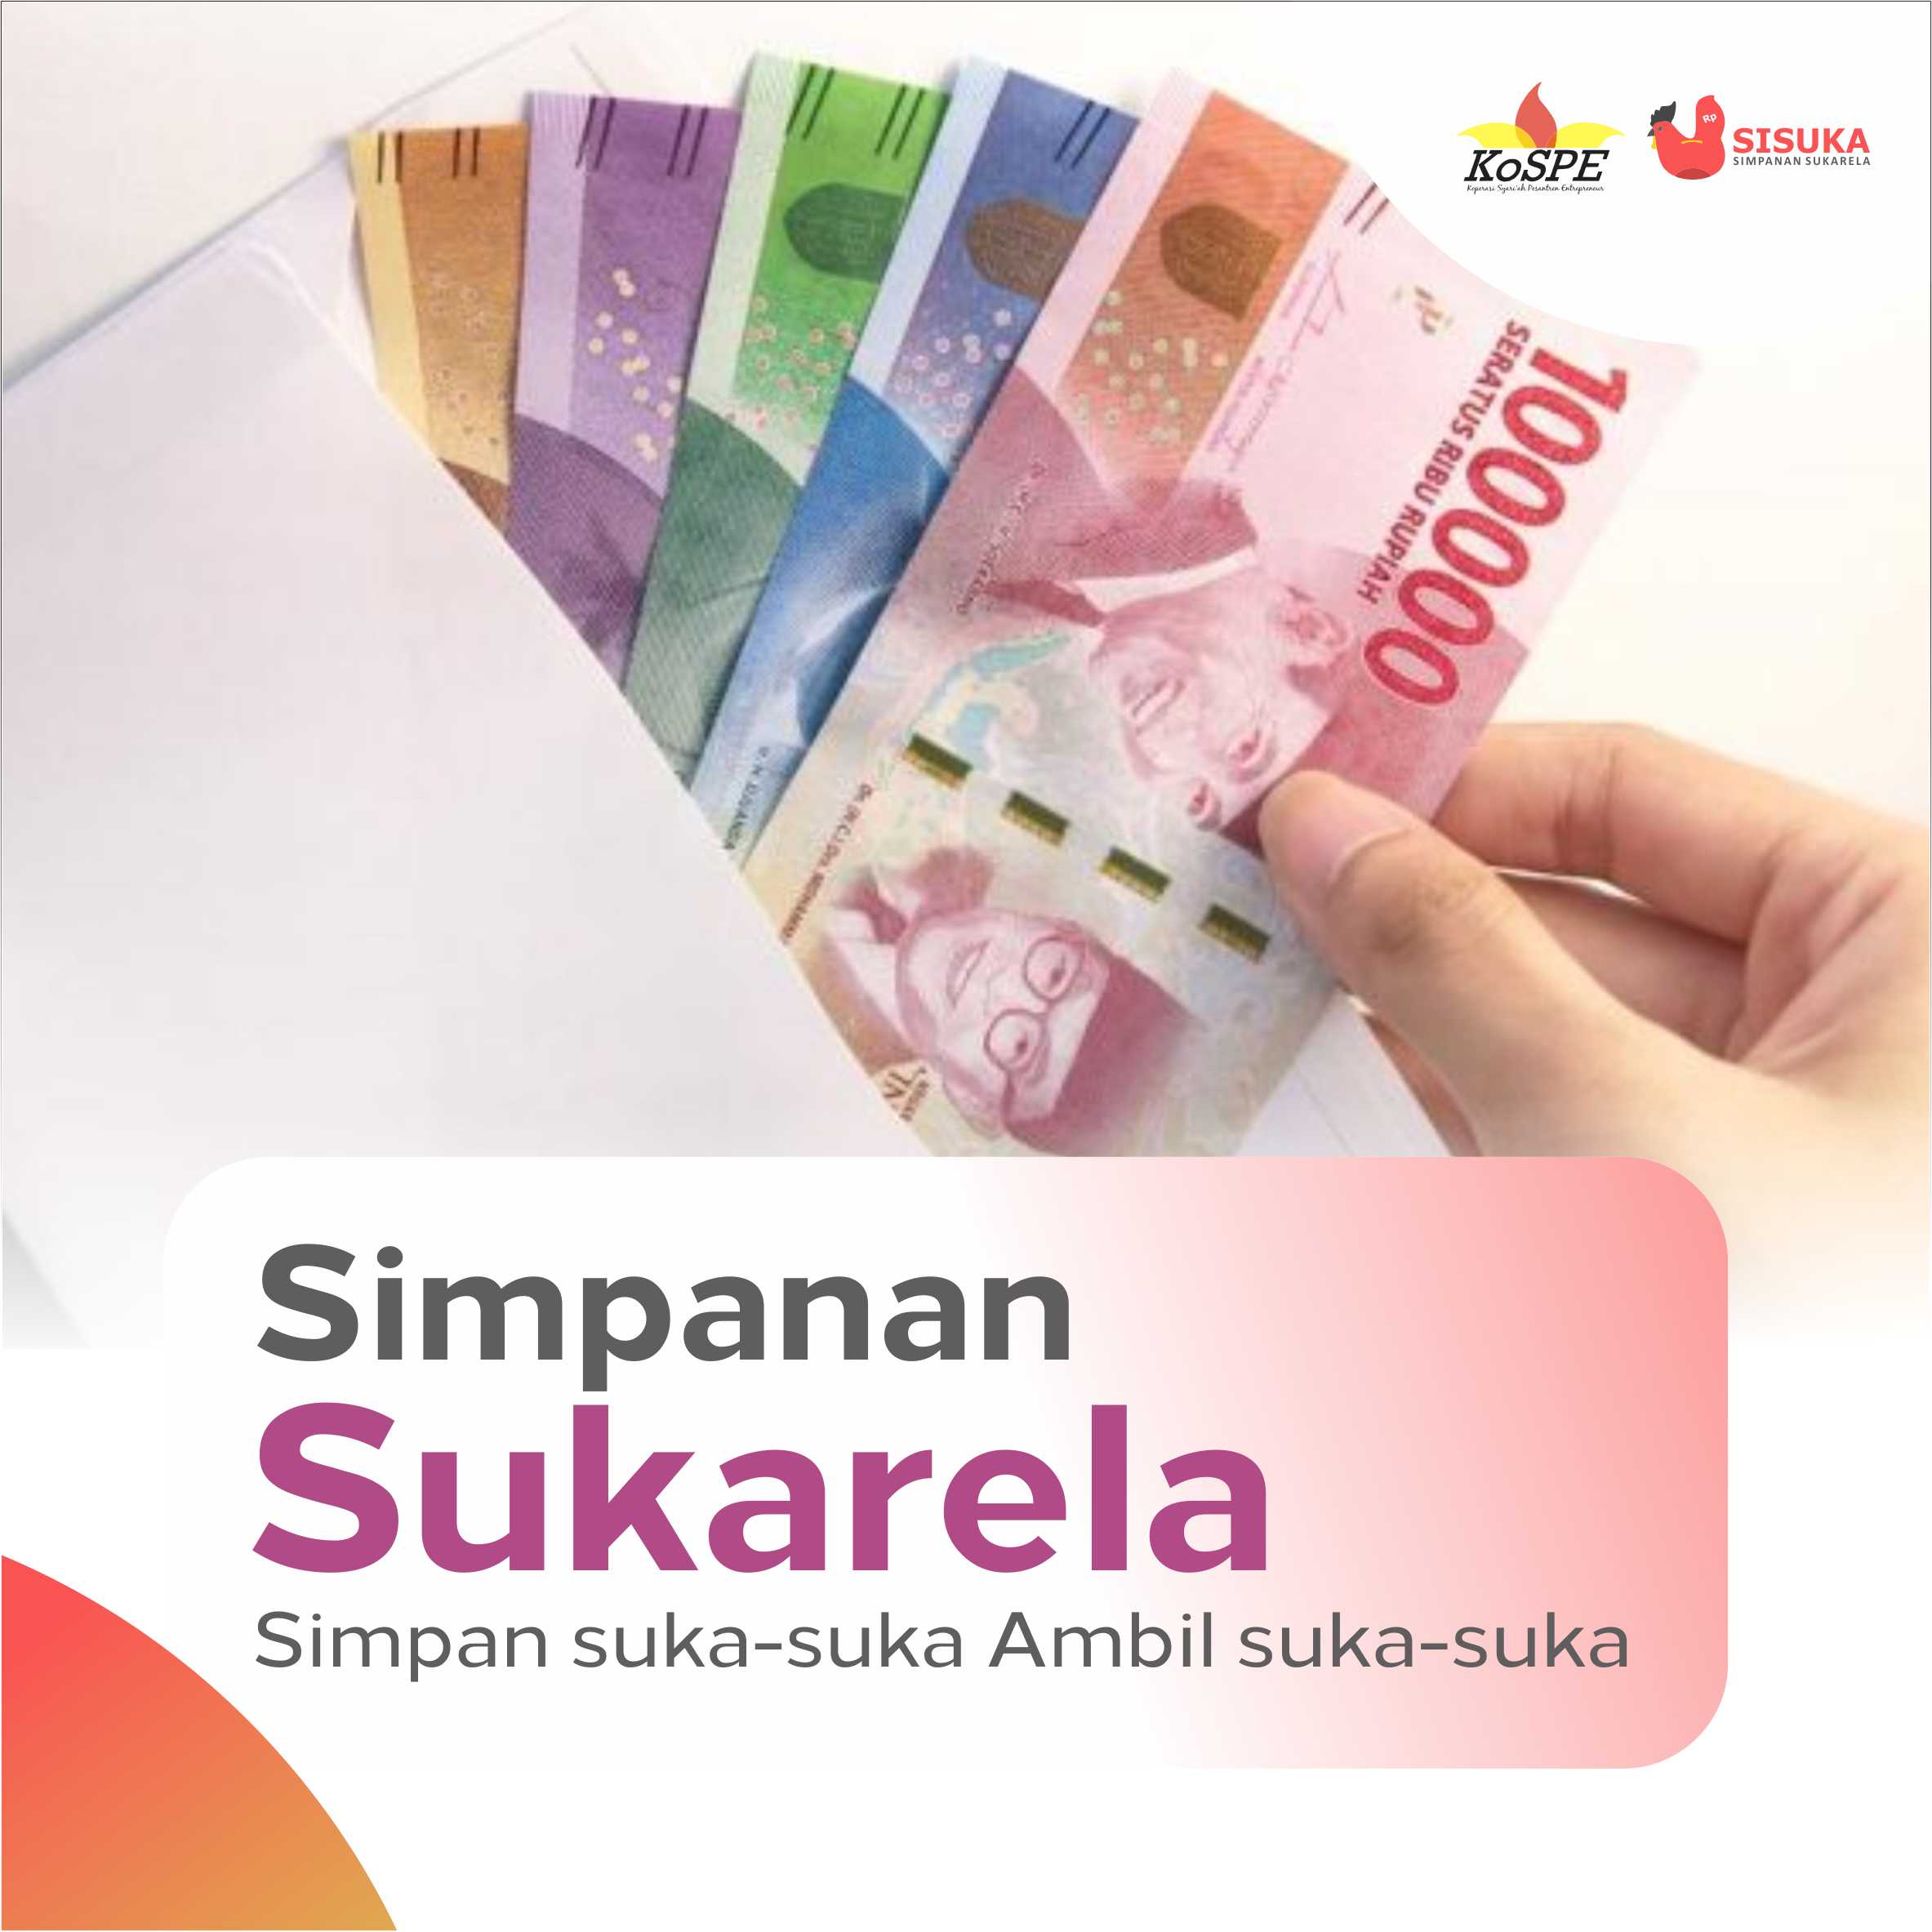 KoSPE
Koperasi Syari'ah Pesantren Entrepreneur
Rp
SISUKA
SIMPANAN SUKARELA
100000
SERATUS RIBU RUPIAH
Simpanan
Sukarela
Simpan suka-suka Ambil suka-suka